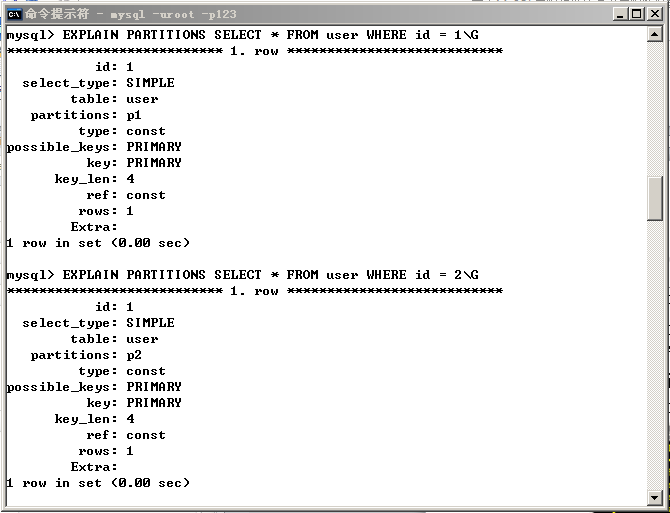 命令提示符 - mysql -uroot -p123
mysql> EXPLAIN PARTITIONS SELECT * FROM user WHERE id = 1\G
*************************** 1. row ***************************
id: 1
select_type: SIMPLE
table: user
partitions: p1
type: const
possible_keys: PRIMARY
key: PRIMARY
key_len: 4
ref: const
rows: 1
Extra:
1 row in set (0.00 sec)
mysql> EXPLAIN PARTITIONS SELECT * FROM user WHERE id = 2\G
*************************** 1. row ***************************
id: 1
select_type: SIMPLE
table: user
partitions: p2
type: const
possible_keys: PRIMARY
key: PRIMARY
key_len: 4
ref: const
rows: 1
Extra:
1 row in set (0.00 sec)